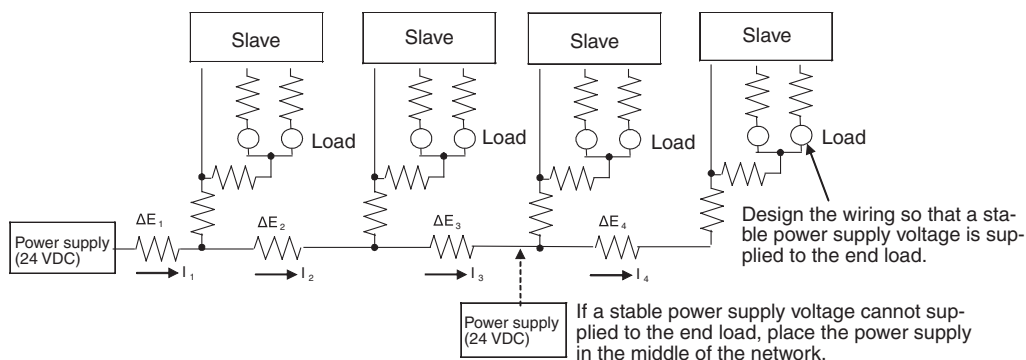 Slave
Slave
Slave
Slave
Load
Load
Load
Load
ΔE1
ΔE2
ΔE3
ΔE4
Power supply
(24 VDC)
I1
I2
I3
I4
Design the wiring so that a sta-
ble power supply voltage is sup-
plied to the end load.
Power supply
(24 VDC)
If a stable power supply voltage cannot sup-
plied to the end load, place the power supply
in the middle of the network.